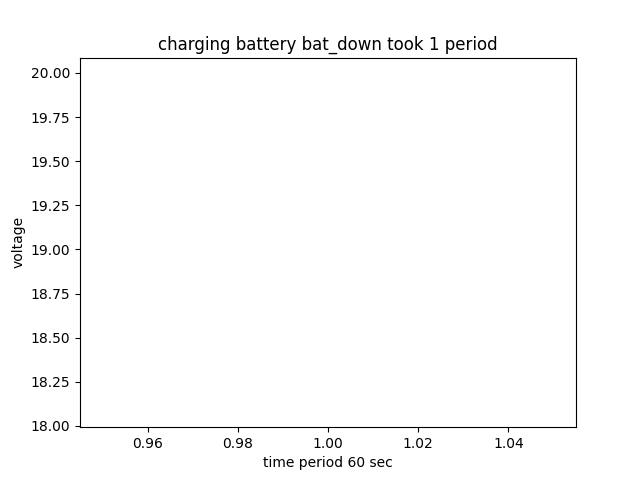 charging battery bat_down took 1 period
20.00
19.75
19.50
19.25
19.00
18.75
18.50
18.25
18.00
voltage
0.96 0.98 1.00 1.02 1.04
time period 60 sec